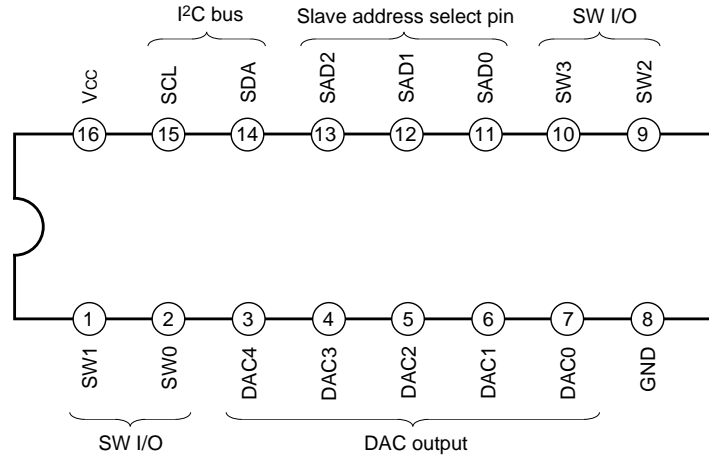 I²C bus
Slave address select pin
SW I/O
VCC
SCL
SDA
SAD2
SAD1
SAD0
SW3
SW2
16
15
14
13
12
11
10
9
1
2
3
4
5
6
7
8
SW1
SW0
DAC4
DAC3
DAC2
DAC1
DAC0
GND
SW I/O
DAC output